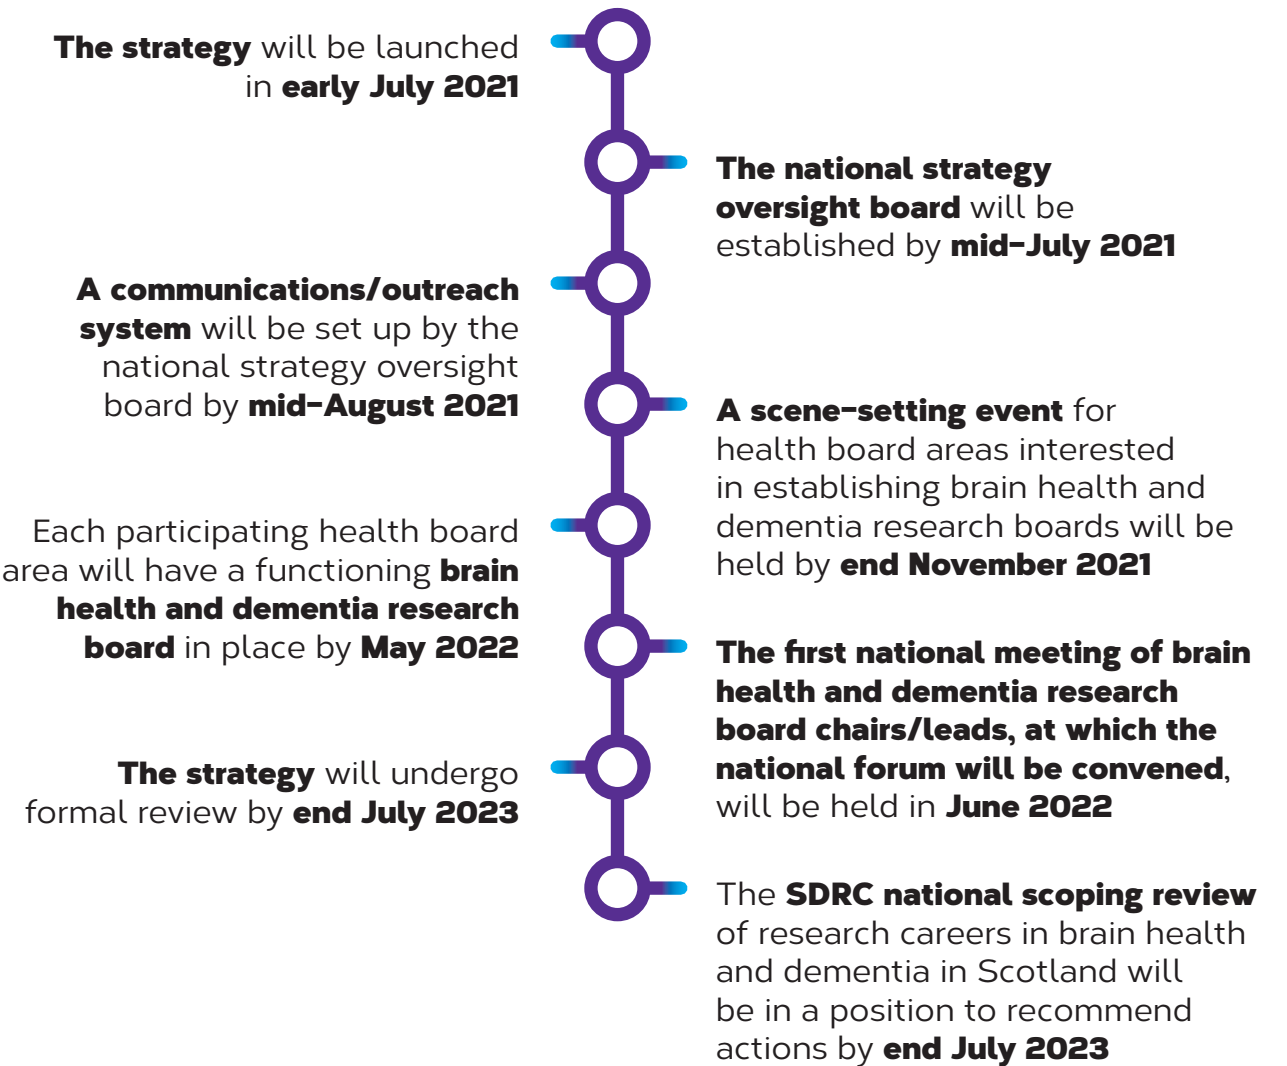 The strategy will be launched
in early July 2021
The national strategy
oversight board will be
established by mid-July 2021
A communications/outreach
system will be set up by the
national strategy oversight
board by mid-August 2021
A scene-setting event for
health board areas interested
in establishing brain health and
dementia research boards will be
held by end November 2021
Each participating health board
area will have a functioning brain
health and dementia research
board in place by May 2022
The first national meeting of brain
health and dementia research
board chairs/leads, at which the
national forum will be convened,
will be held in June 2022
The strategy will undergo
formal review by end July 2023
The SDRC national scoping review
of research careers in brain health
and dementia in Scotland will
be in a position to recommend
actions by end July 2023